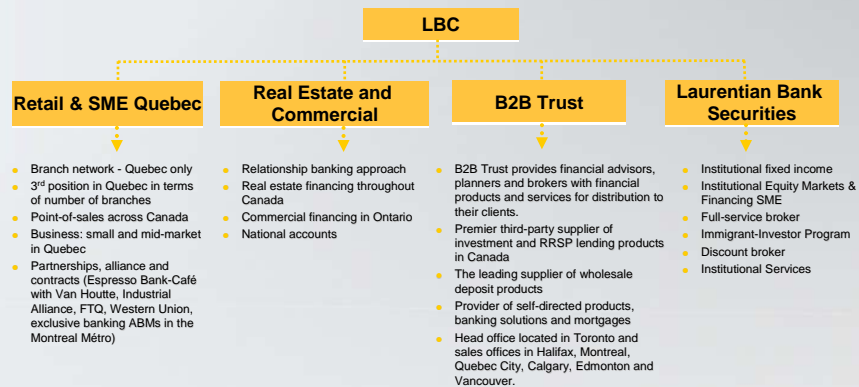 LBC
Retail & SME Quebec
Branch network - Quebec only
3rd position in Quebec in terms
of number of branches
Point-of-sales across Canada
Business: small and mid-market
in Quebec
Partnerships, alliance and
contracts (Espresso Bank-Café
with Van Houtte, Industrial
Alliance, FTQ, Western Union,
exclusive banking ABMs in the
Montreal Métro)
Real Estate and
Commercial
Relationship banking approach
Real estate financing throughout
Canada
Commercial financing in Ontario
National accounts
B2B Trust
B2B Trust provides financial advisors,
planners and brokers with financial
products and services for distribution to
their clients.
Premier third-party supplier of
investment and RRSP lending products
in Canada
The leading supplier of wholesale
deposit products
Provider of self-directed products,
banking solutions and mortgages
Head office located in Toronto and
sales offices in Halifax, Montreal,
Quebec City, Calgary, Edmonton and
Vancouver.
Laurentian Bank
Securities
Institutional fixed income
Institutional Equity Markets &
Financing SME
Full-service broker
Immigrant-Investor Program
Discount broker
Institutional Services